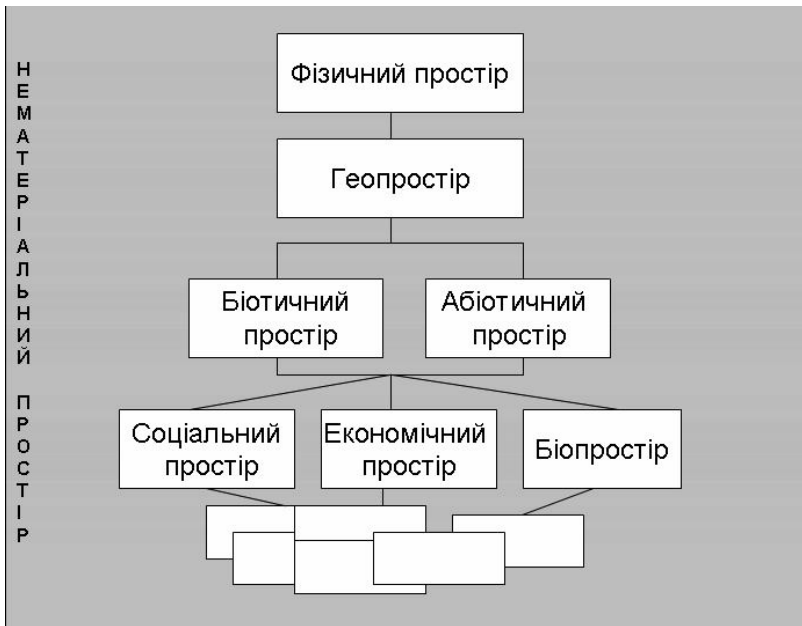 НЕМАТЕРІАЛЬНИЙ ПРОСТІР
Фізичний простір
Геопростір
Біотичний
простір
Абіотичний
простір
Соціальний
простір
Економічний
простір
Біопростір